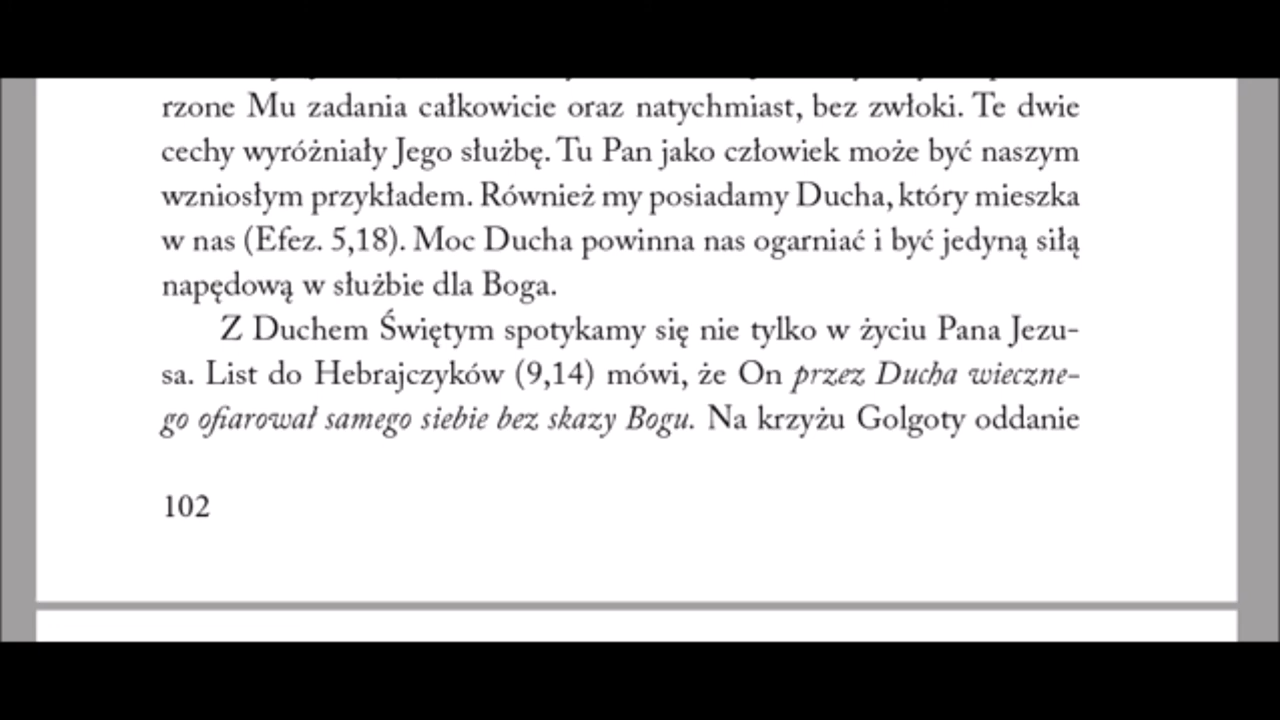 rzone Mu zadania całkowicie oraz natychmiast, bez zwłoki. Te dwie
cechy wyróżniały Jego służbę. Tu Pan jako człowiek może być naszym
wzniosłym przykładem. Również my posiadamy Ducha, który mieszka
w nas (Efez. 5,18). Moc Ducha powinna nas ogarniać i być jedyną siłą
napędową w służbie dla Boga.
Z Duchem Świętym spotykamy się nie tylko w życiu Pana Jezu-
sa. List do Hebrajczyków (9,14) mówi, że On przez Ducha wieczne-
go ofiarował samego siebie bez skazy Bogu. Na krzyżu Golgoty oddanie
102